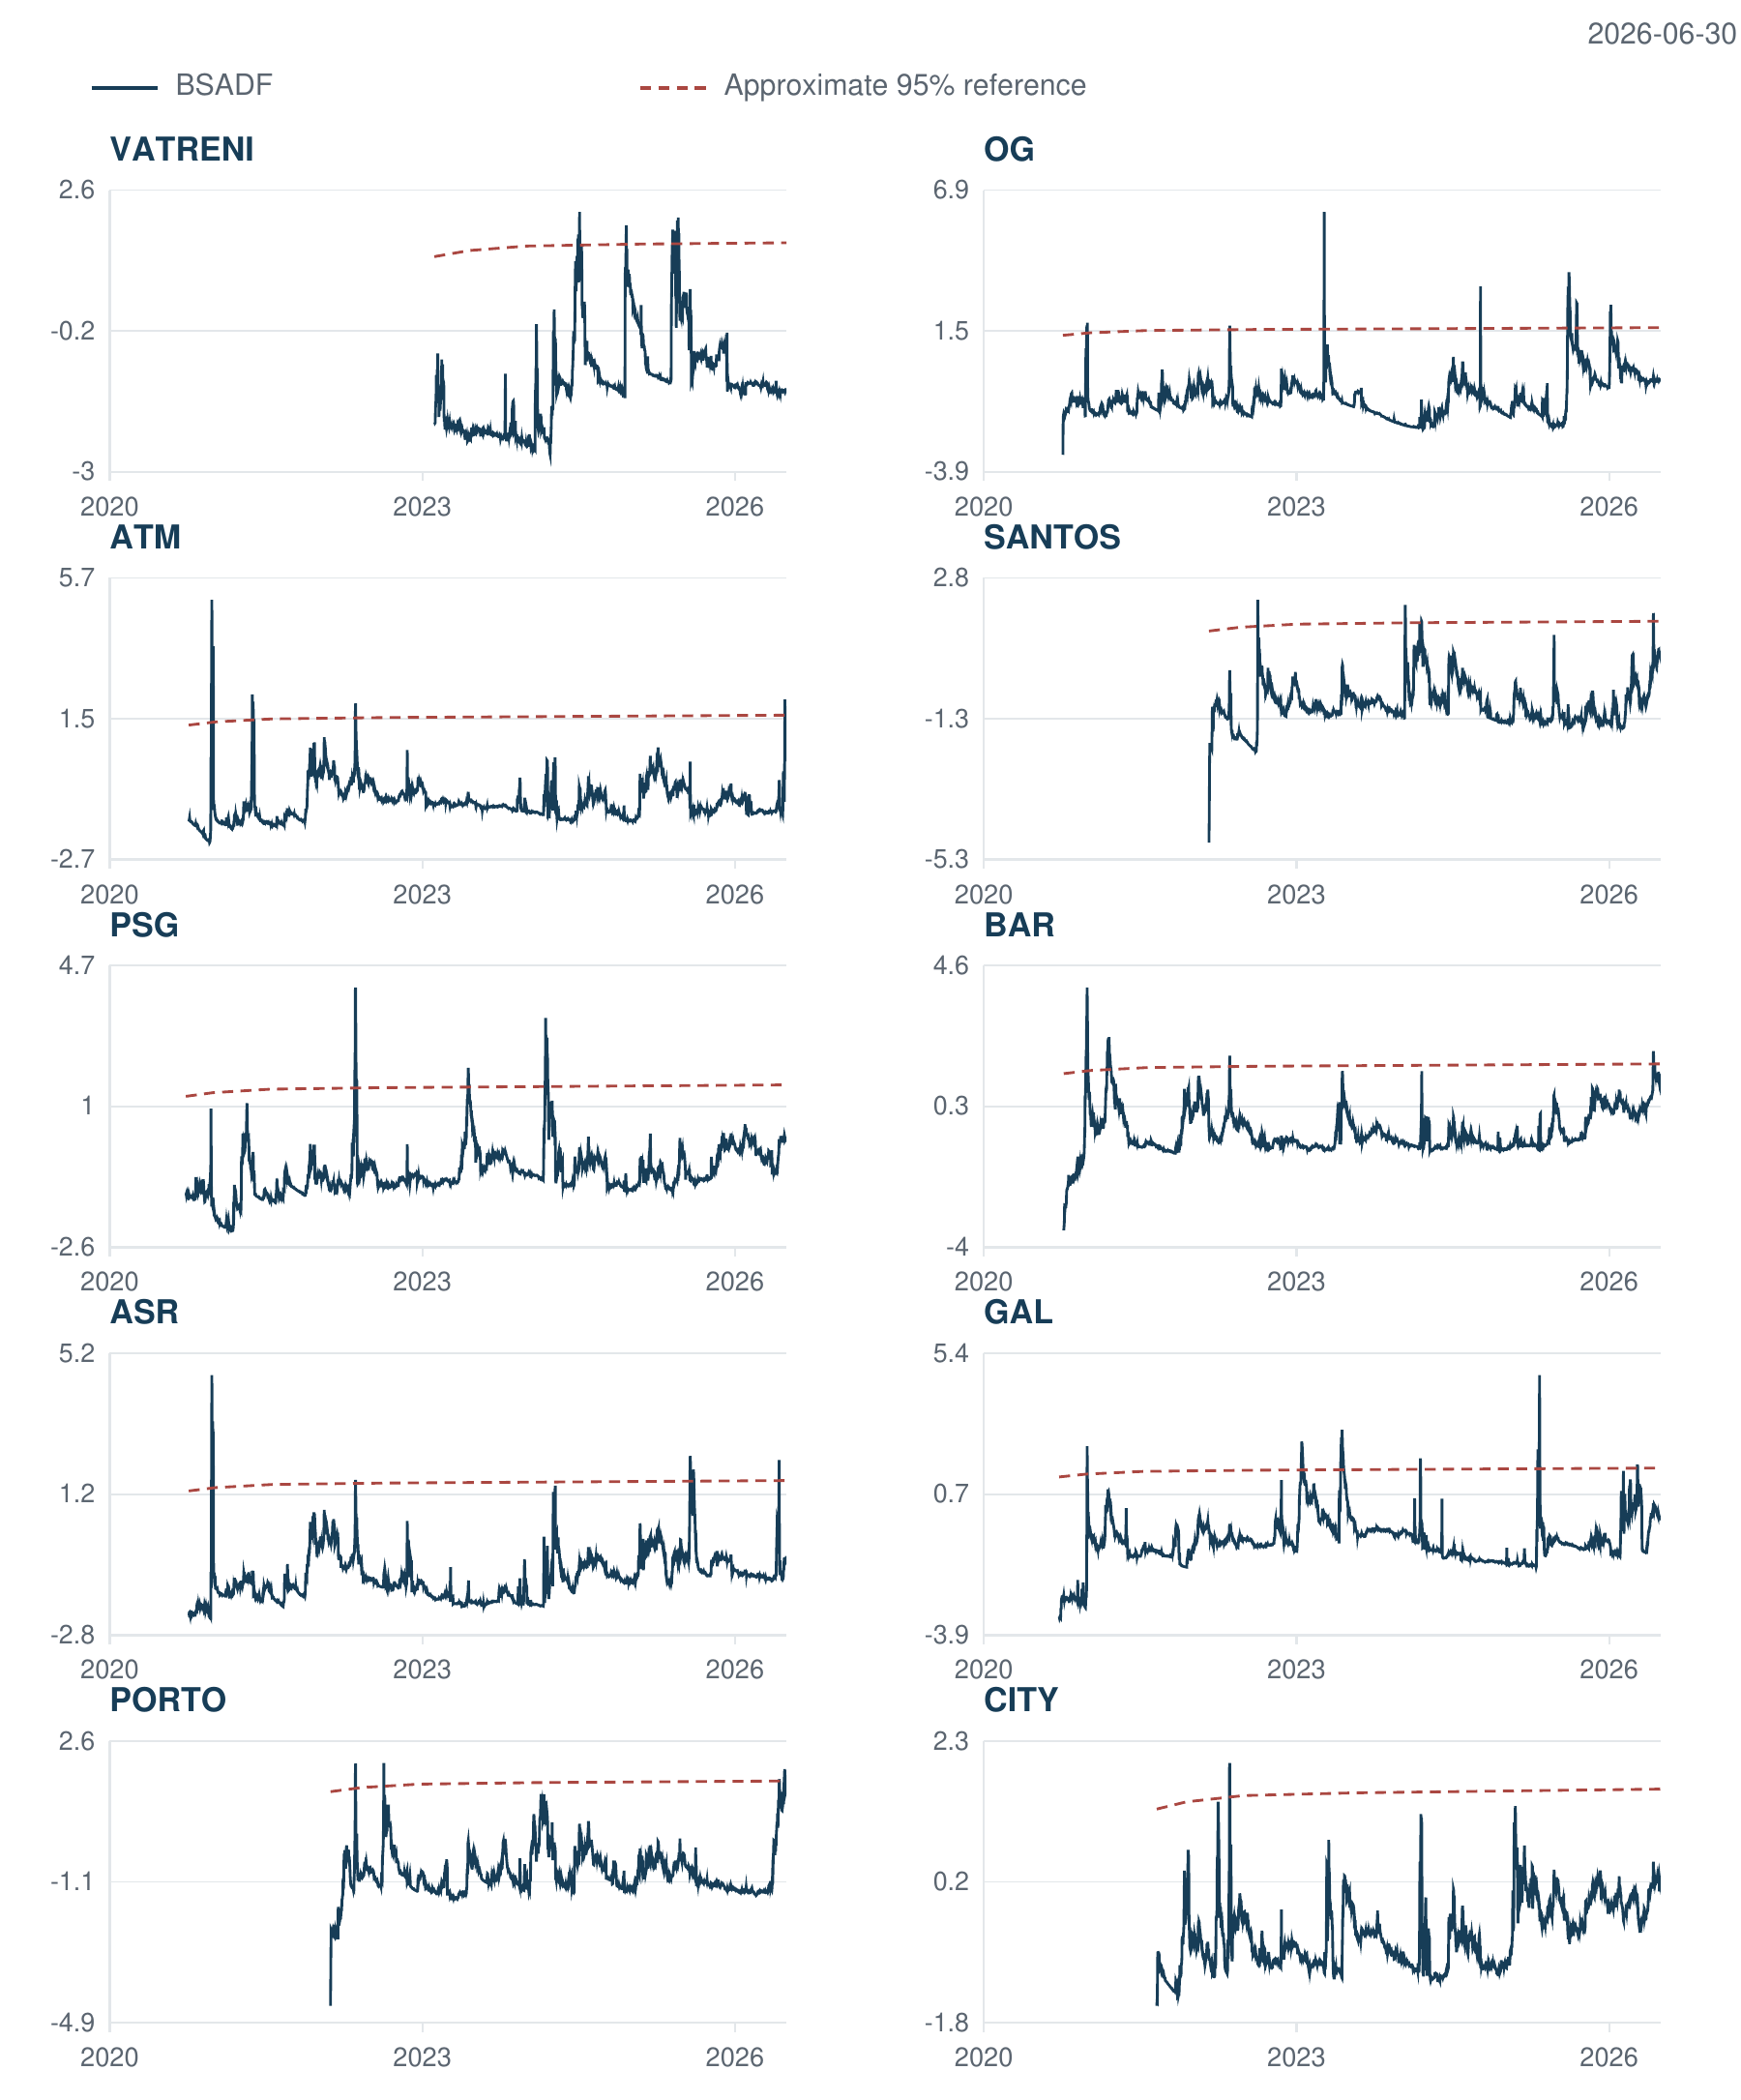 2026-06-30
BSADF Approximate 95% reference
VATRENI OG
2.6 6.9
-0.2 1.5
-3 -3.9
2020 2023 2026 2020 2023 2026
ATM SANTOS
5.7 2.8
1.5 -1.3
-2.7 -5.3
2020 2023 2026 2020 2023 2026
PSG BAR
4.7 4.6
1 0.3
-2.6 -4
2020 2023 2026 2020 2023 2026
ASR GAL
5.2 5.4
1.2 0.7
-2.8 -3.9
2020 2023 2026 2020 2023 2026
PORTO CITY
2.6 2.3
-1.1 0.2
-4.9 -1.8
2020 2023 2026 2020 2023 2026